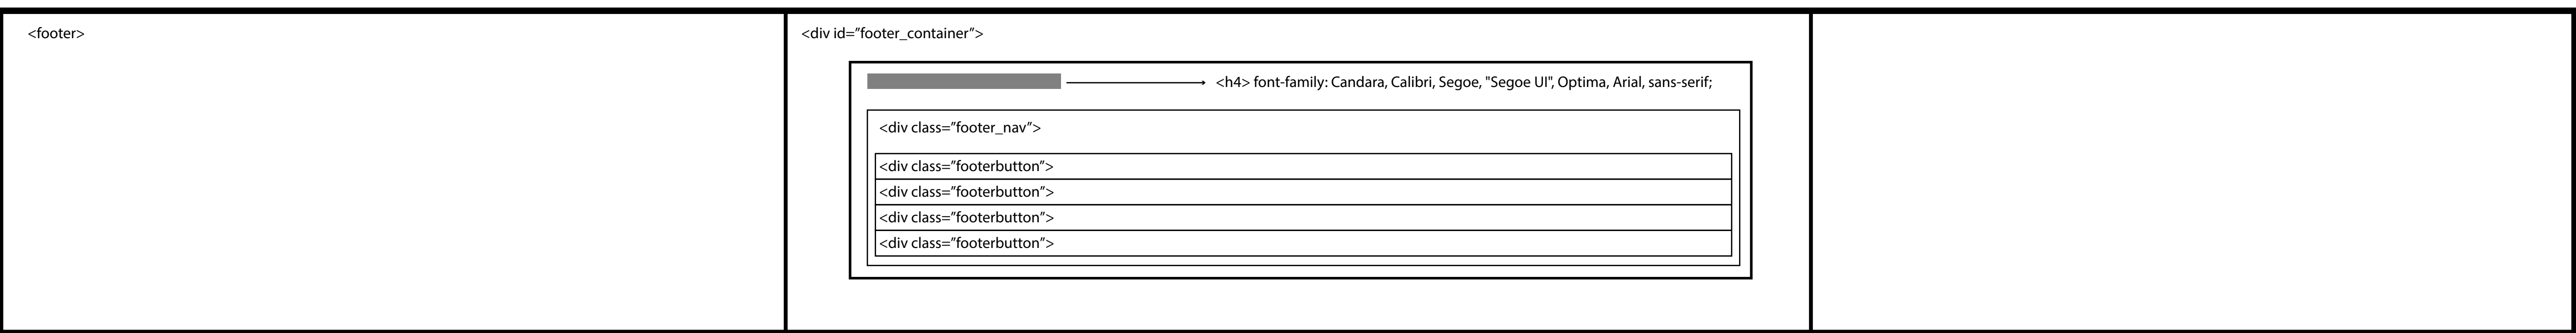 <footer>
<div id=”footer_container”>
<h4> font-family: Candara, Calibri, Segoe, "Segoe UI", Optima, Arial, sans-serif;
<div class=”footer_nav”>
<div class=”footerbutton”>
<div class=”footerbutton”>
<div class=”footerbutton”>
<div class=”footerbutton”>